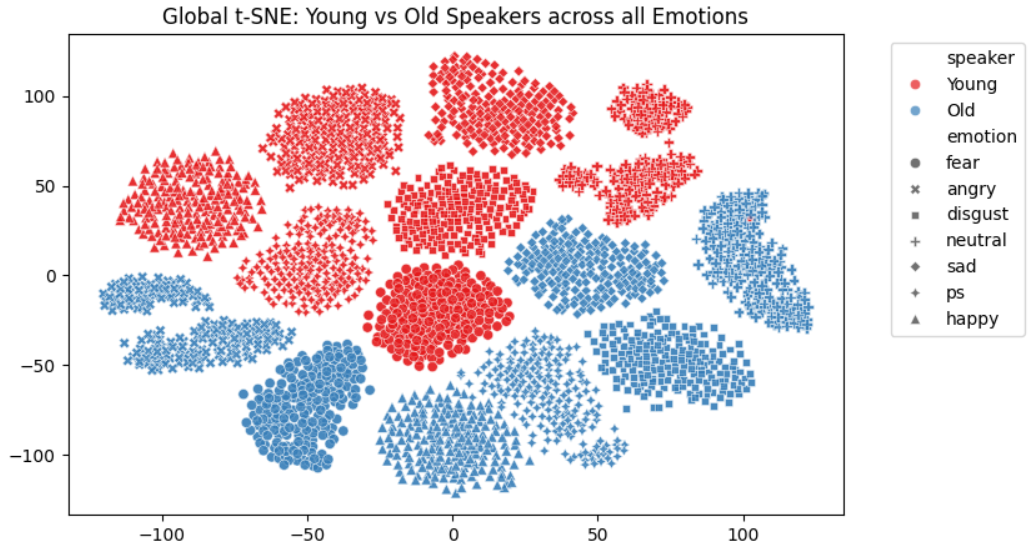 Global t-SNE: Young vs Old Speakers across all Emotions
speaker
Young
Old
emotion
fear
angry
disgust
neutral
sad
ps
happy
100
50
0
−50
−100
−100
−50
0
50
100